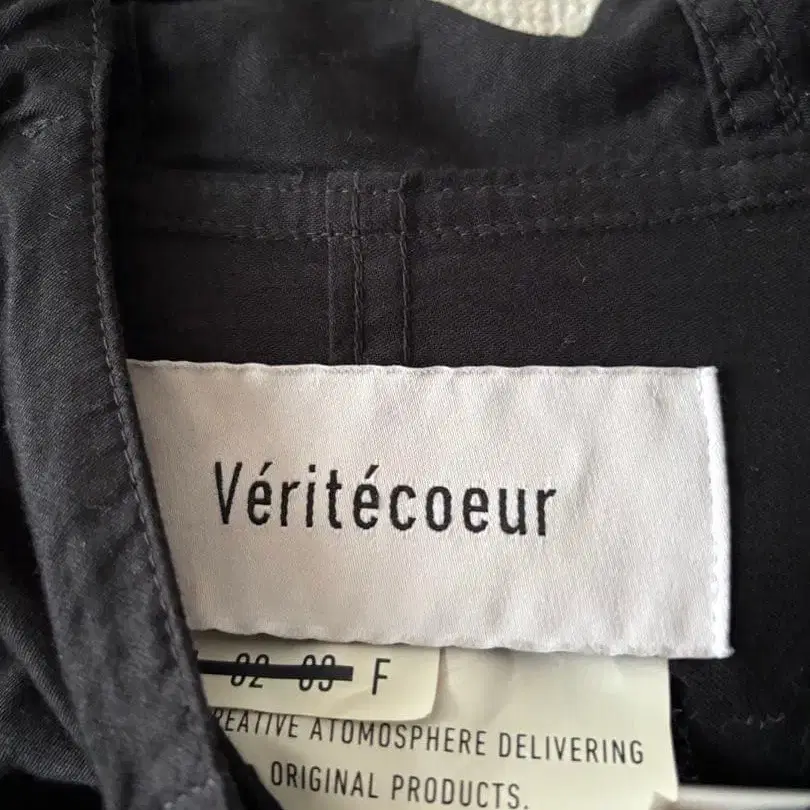 Véritécoeur
02 03 F
REATIVE ATOMOSPHERE DELIVERING
ORIGINAL PRODUCTS.